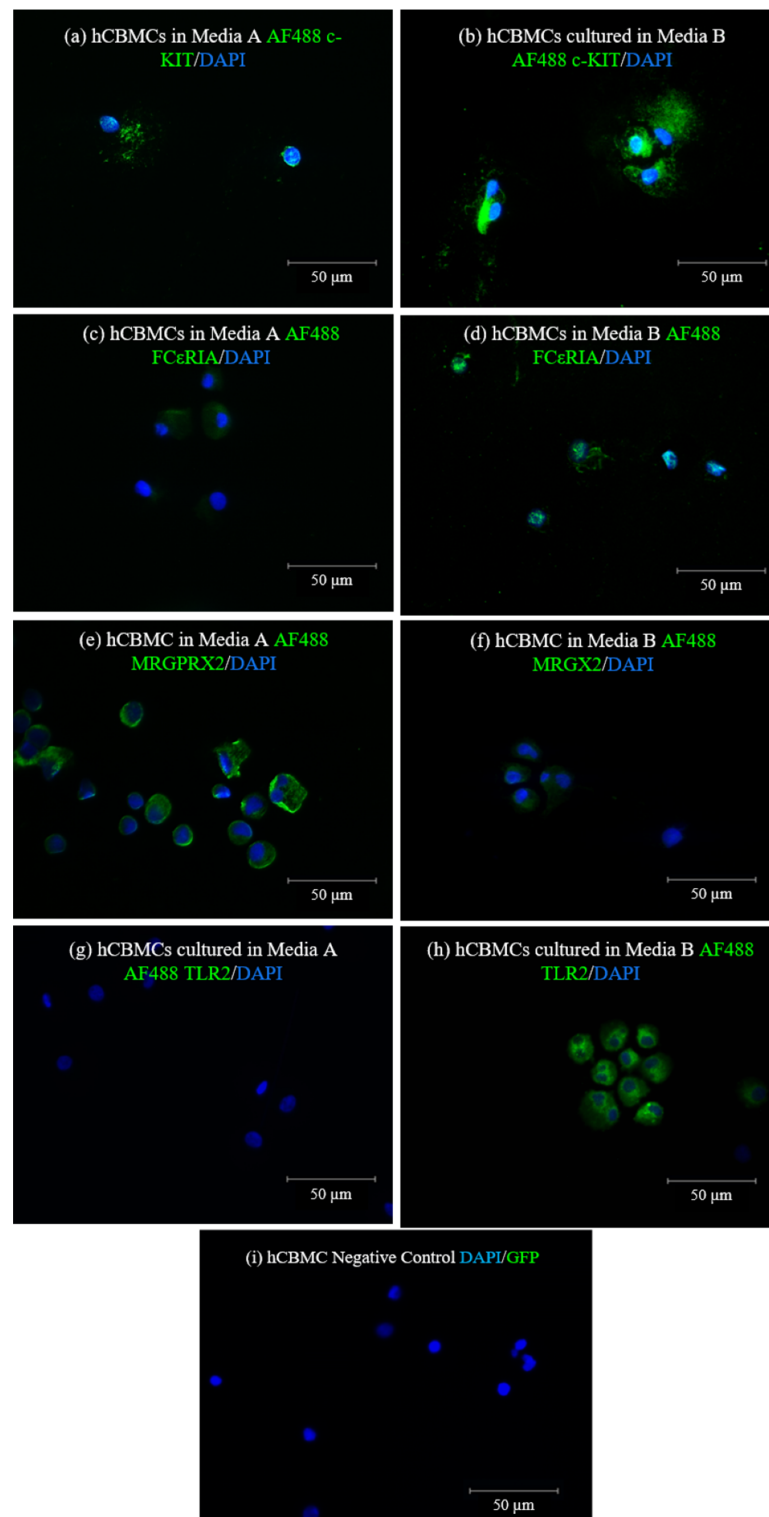 (a) hCBMCs in Media A AF488 c-
KIT/DAPI
50 µm
(b) hCBMCs cultured in Media B
AF488 c-KIT/DAPI
50 µm
(c) hCBMCs in Media A AF488
FCεRIA/DAPI
50 µm
(d) hCBMCs in Media B AF488
FCεRIA/DAPI
50 µm
(e) hCBMC in Media A AF488
MRGPRX2/DAPI
50 µm
(f) hCBMC in Media B AF488
MRGX2/DAPI
50 µm
(g) hCBMCs cultured in Media A
AF488 TLR2/DAPI
50 µm
(h) hCBMCs cultured in Media B AF488
TLR2/DAPI
50 µm
(i) hCBMC Negative Control DAPI/GFP
50 µm